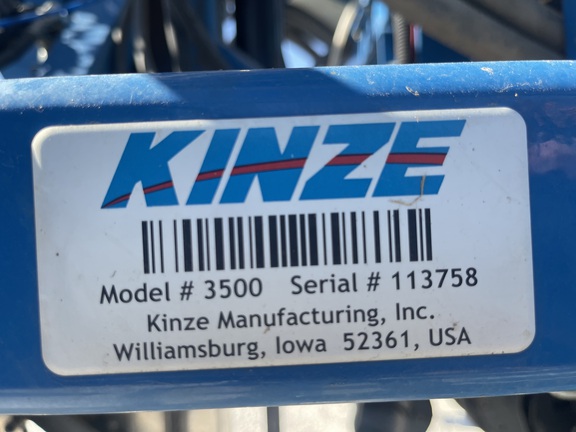 KINZE
Model # 3500 Serial # 113758
Kinze Manufacturing, Inc.
Williamsburg, Iowa 52361, USA